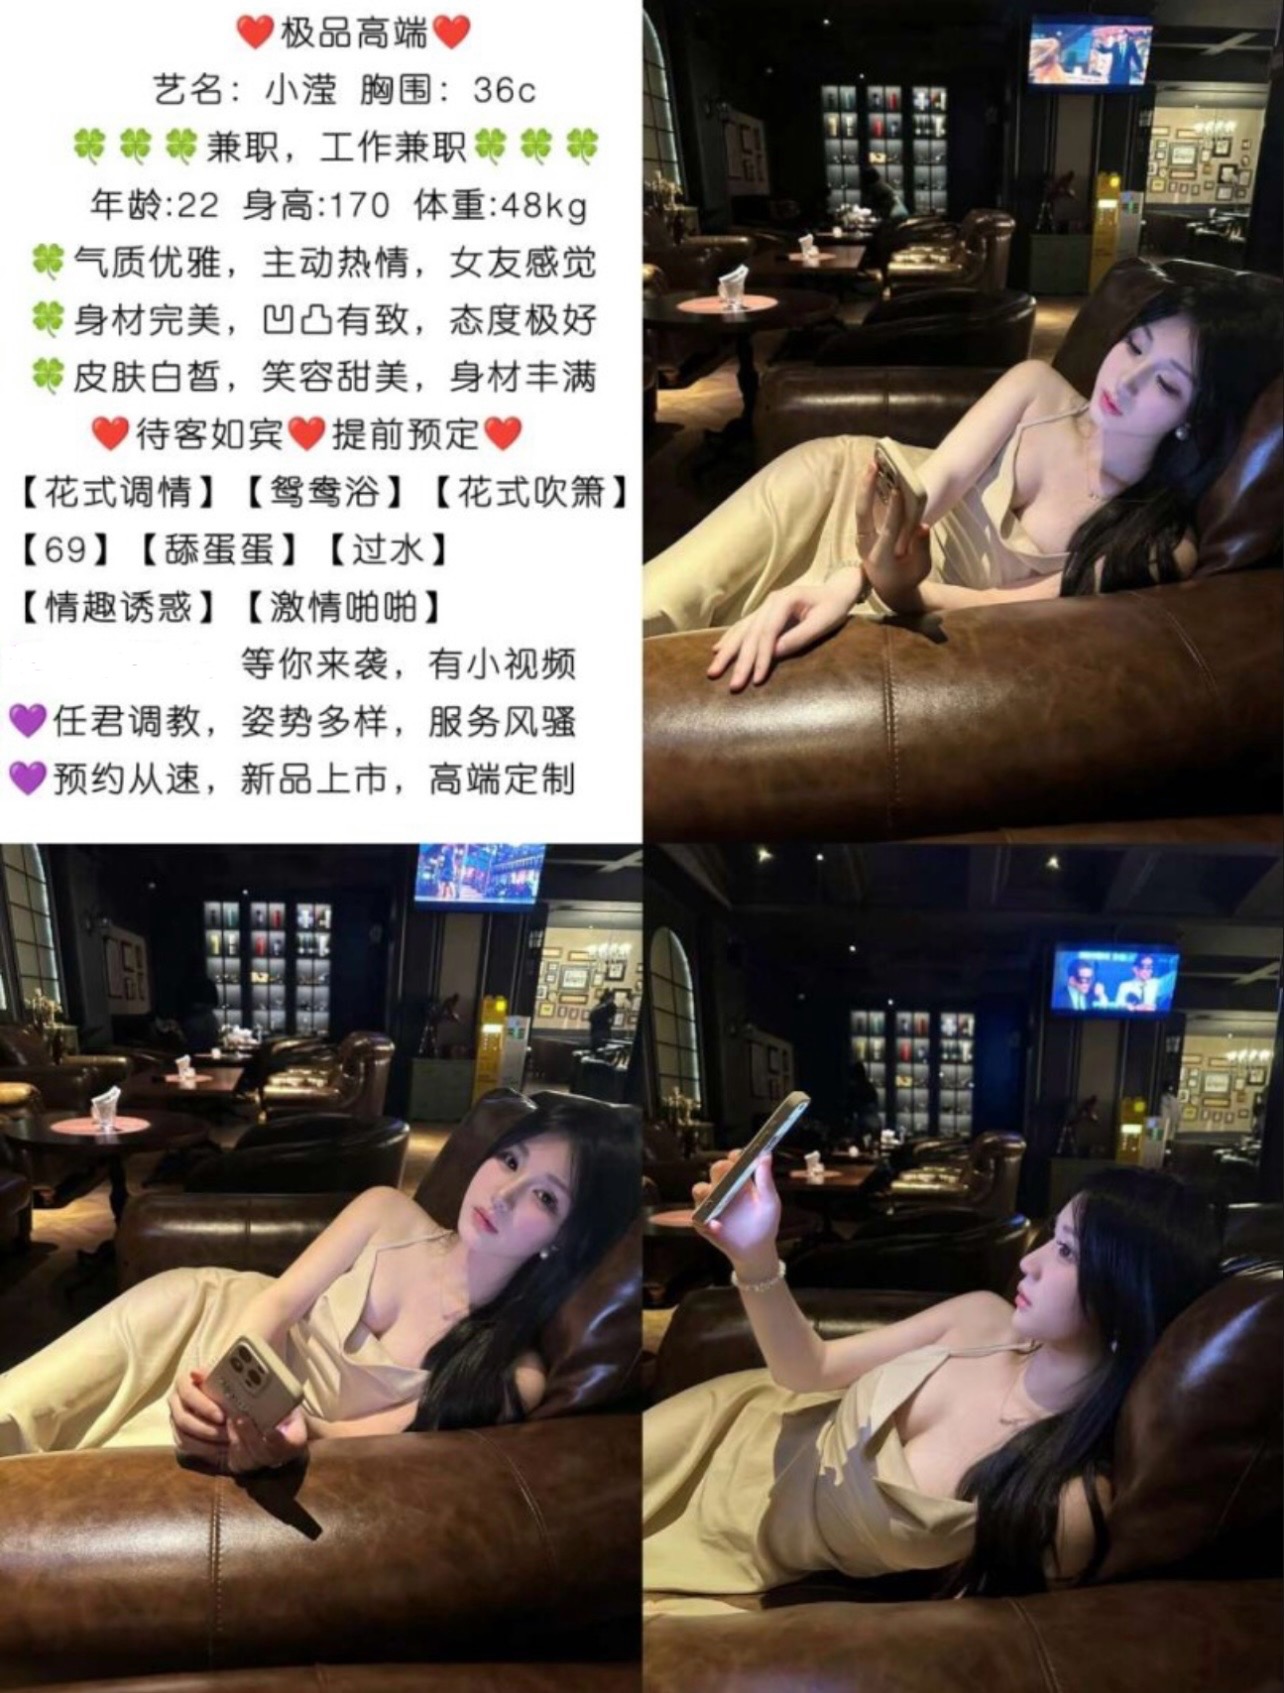 ❤️极品高端❤️
艺名：小滢 胸围：36c
🍀🍀🍀兼职，工作兼职🍀🍀🍀
年龄:22 身高:170 体重:48kg
🍀气质优雅，主动热情，女友感觉
🍀身材完美，凹凸有致，态度极好
🍀皮肤白皙，笑容甜美，身材丰满
❤️待客如宾❤️提前预定❤️
【花式调情】【鸳鸯浴】【花式吹箫】
【69】【舔蛋蛋】【过水】
【情趣诱惑】【激情啪啪】
等你来袭，有小视频
💜任君调教，姿势多样，服务风骚
💜预约从速，新品上市，高端定制